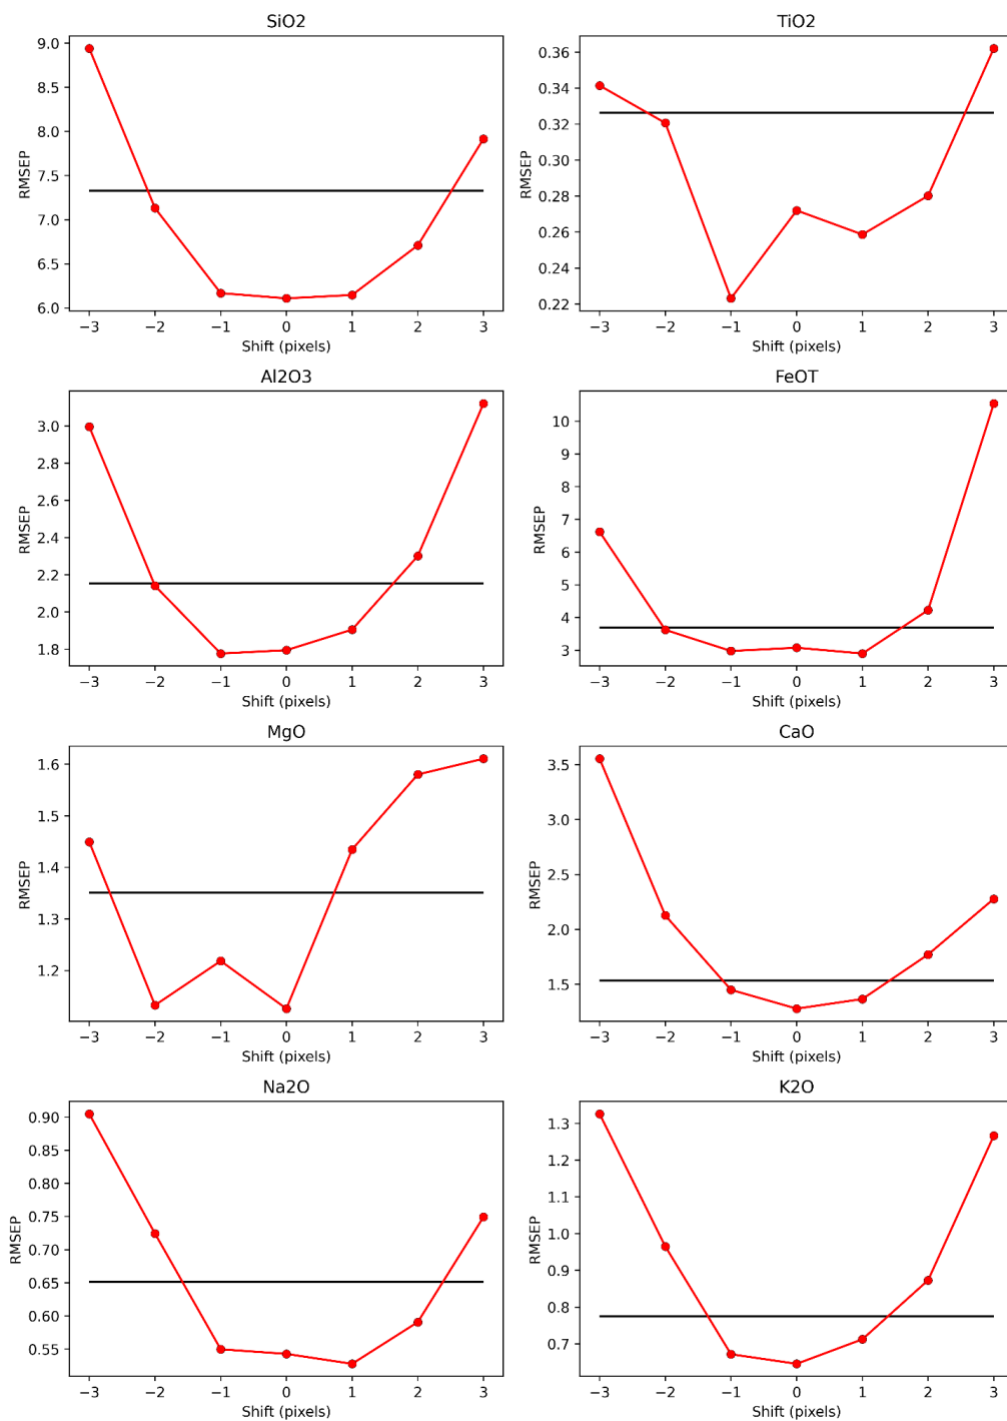 SiO2
9.0
8.5
8.0
7.5
7.0
6.5
6.0
RMSEP
−3 −2 −1 0 1 2 3
Shift (pixels)
TiO2
0.36
0.34
0.32
0.30
0.28
0.26
0.24
0.22
RMSEP
−3 −2 −1 0 1 2 3
Shift (pixels)
Al2O3
3.0
2.8
2.6
2.4
2.2
2.0
1.8
RMSEP
−3 −2 −1 0 1 2 3
Shift (pixels)
FeOT
10
9
8
7
6
5
4
3
RMSEP
−3 −2 −1 0 1 2 3
Shift (pixels)
MgO
1.6
1.5
1.4
1.3
1.2
RMSEP
−3 −2 −1 0 1 2 3
Shift (pixels)
CaO
3.5
3.0
2.5
2.0
1.5
RMSEP
−3 −2 −1 0 1 2 3
Shift (pixels)
Na2O
0.90
0.85
0.80
0.75
0.70
0.65
0.60
0.55
RMSEP
−3 −2 −1 0 1 2 3
Shift (pixels)
K2O
1.3
1.2
1.1
1.0
0.9
0.8
0.7
RMSEP
−3 −2 −1 0 1 2 3
Shift (pixels)